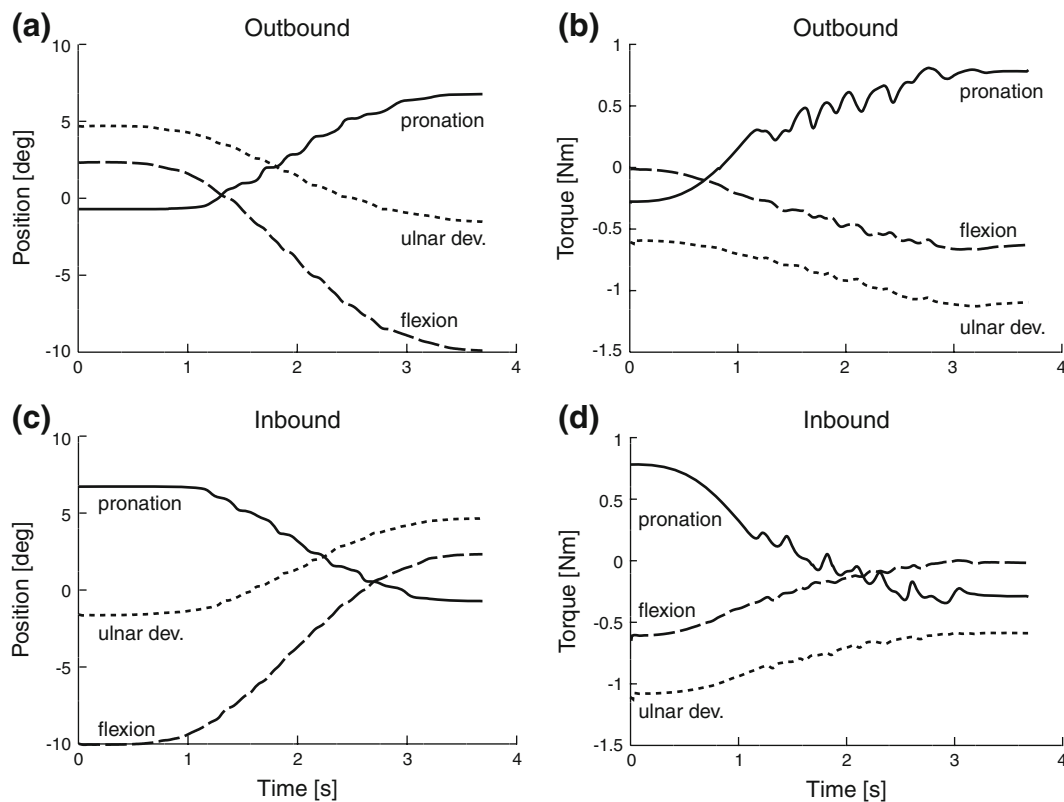 (a)
Outbound
10
5
0
-5
-10
Position [deg]
pronation
ulnar dev.
flexion
0 1 2 3 4
(b)
Outbound
1
0.5
0
-0.5
-1
-1.5
Torque [Nm]
pronation
flexion
ulnar dev.
0 1 2 3 4
(c)
Inbound
10
5
0
-5
-10
Position [deg]
pronation
ulnar dev.
flexion
0 1 2 3 4
Time [s]
(d)
Inbound
1
0.5
0
-0.5
-1
-1.5
Torque [Nm]
pronation
flexion
ulnar dev.
0 1 2 3 4
Time [s]